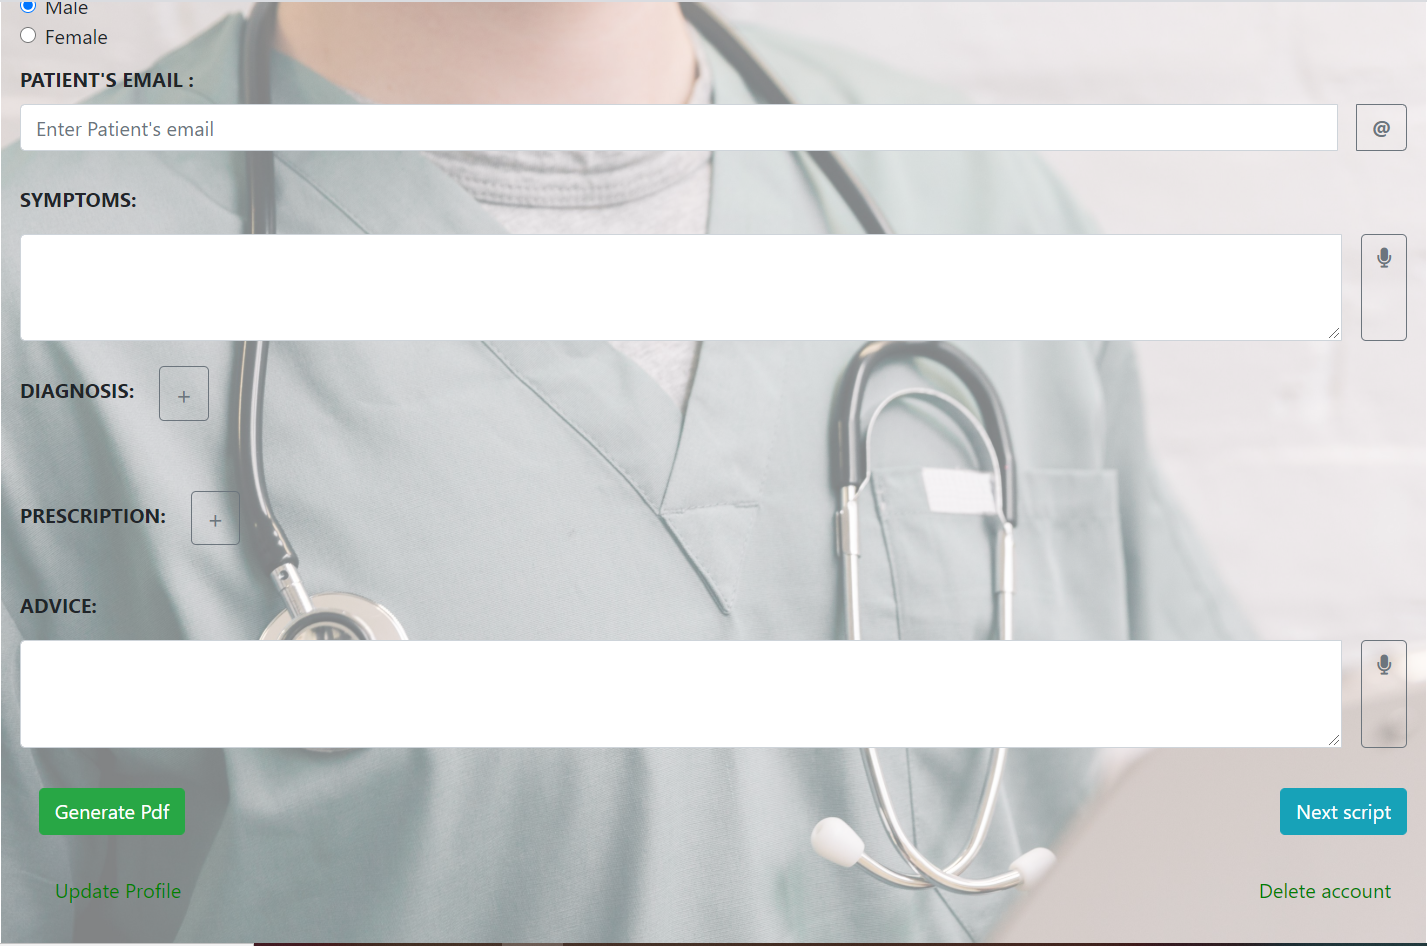 Male
Female
PATIENT'S EMAIL :
Enter Patient's email
@
SYMPTOMS:
DIAGNOSIS: +
PRESCRIPTION: +
ADVICE:
Generate Pdf Next script
Update Profile Delete account